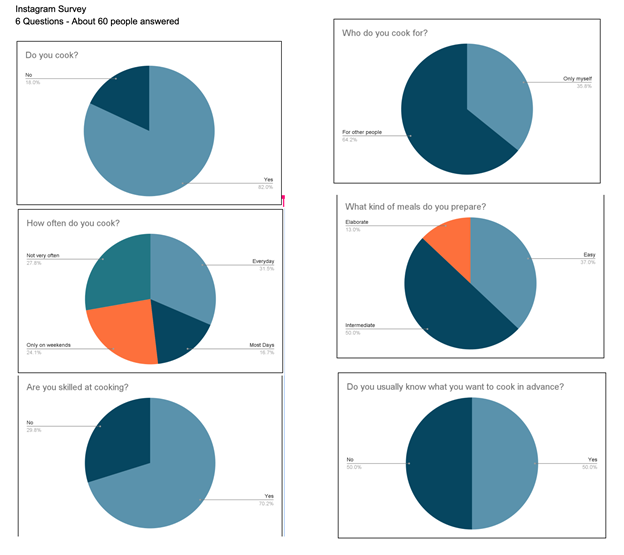 Instagram Survey
6 Questions - About 60 people answered
Do you cook?
No
18.0%
Yes
82.0%
Who do you cook for?
Only myself
35.8%
For other people
64.2%
How often do you cook?
Not very often
27.8%
Everyday
31.5%
Only on weekends
24.1%
Most Days
16.7%
What kind of meals do you prepare?
Elaborate
13.0%
Easy
37.0%
Intermediate
50.0%
Are you skilled at cooking?
No
29.8%
Yes
70.2%
Do you usually know what you want to cook in advance?
No
50.0%
Yes
50.0%